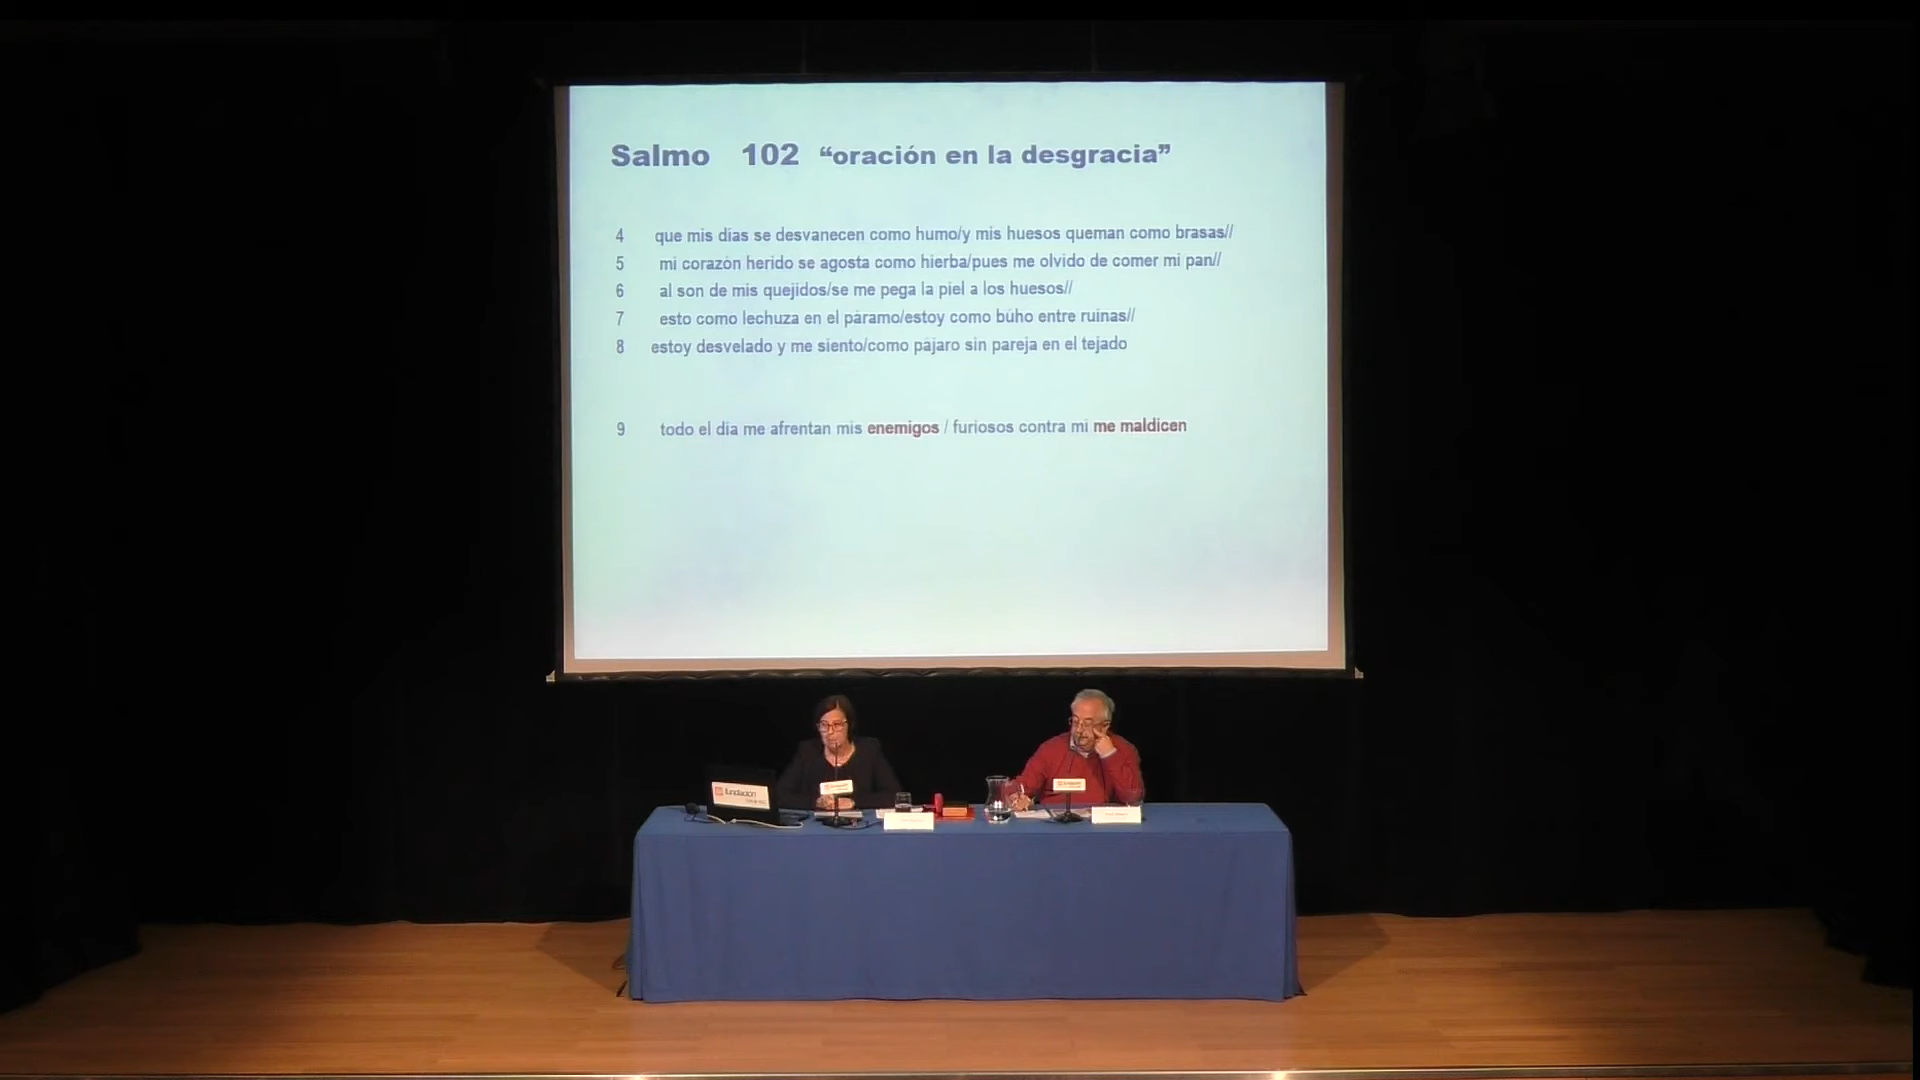 Salmo 102 “oración en la desgracia”
4 que mis días se desvanecen como humo/y mis huesos queman como brasas//
5 mi corazón herido se agosta como hierba/pues me olvido de comer mi pan//
6 al son de mis quejidos/se me pega la piel a los huesos//
7 esto como lechuza en el páramo/estoy como búho entre ruinas//
8 estoy desvelado y me siento/como pájaro sin pareja en el tejado
9 todo el día me afrentan mis enemigos / furiosos contra mí me maldicen
fundación